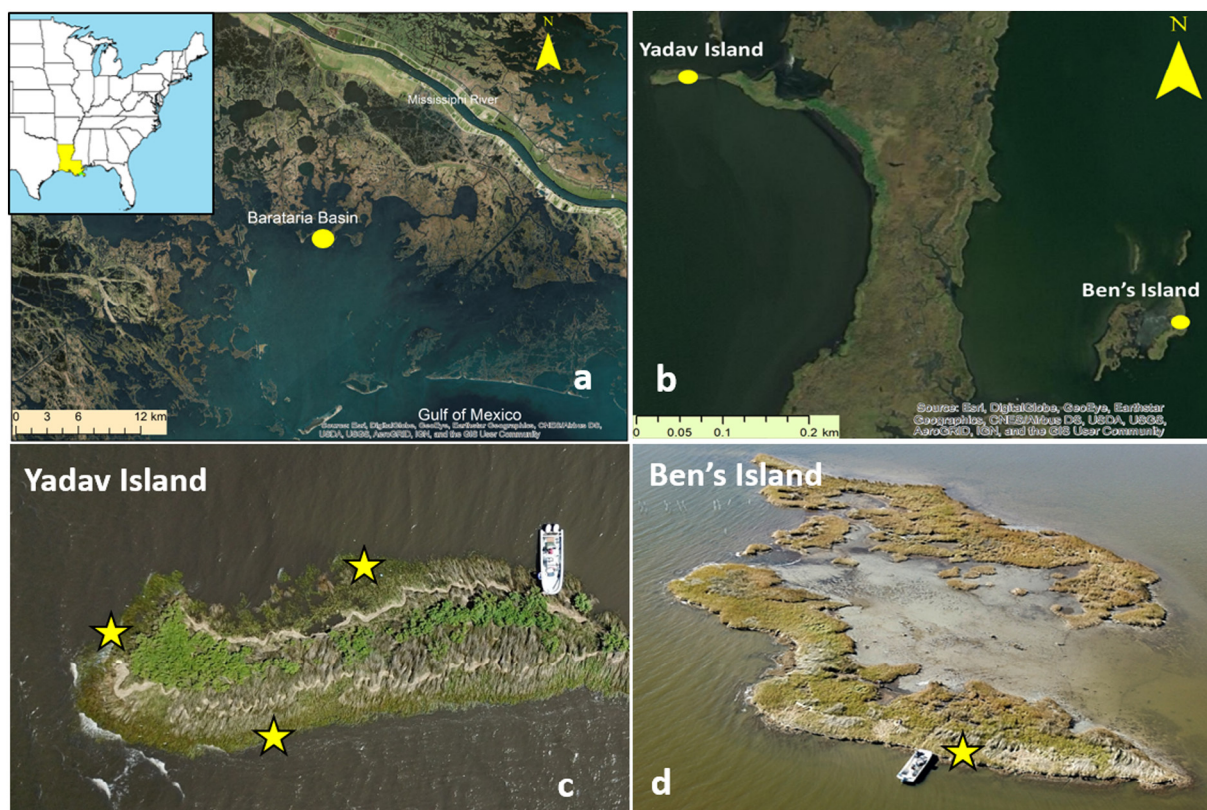 N
Mississiphi River
Barataria Basin
a
0 3 6 12 km
Gulf of Mexico
Source: Esri, DigitalGlobe, GeoEye, Earthstar Geographics, CNES/Airbus DS,
USDA, USGS, AeroGRID, IGN, and the GIS User Community
Yadav Island
N
Ben's Island
b
0 0.05 0.1 0.2 km
Source: Esri, DigitalGlobe, GeoEye, Earthstar
Geographics, CNES/Airbus DS, USDA, USGS,
AeroGRID, IGN, and the GIS User Community
Yadav Island
c
Ben's Island
d